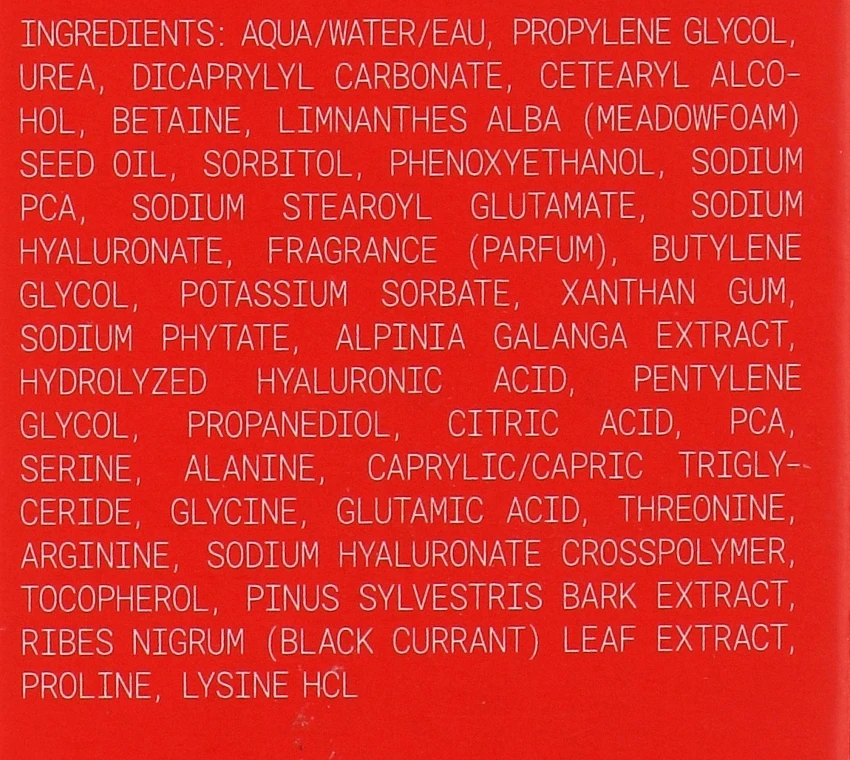 INGREDIENTS: AQUA/WATER/EAU, PROPYLENE GLYCOL,
UREA, DICAPRYLYL CARBONATE, CETEARYL ALCO-
HOL, BETAINE, LIMNANTHES ALBA (MEADOWFOAM)
SEED OIL, SORBITOL, PHENOXYETHANOL, SODIUM
PCA, SODIUM STEAROYL GLUTAMATE, SODIUM
HYALURONATE, FRAGRANCE (PARFUM), BUTYLENE
GLYCOL, POTASSIUM SORBATE, XANTHAN GUM,
SODIUM PHYTATE, ALPINIA GALANGA EXTRACT,
HYDROLYZED HYALURONIC ACID, PENTYLENE
GLYCOL, PROPANEDIOL, CITRIC ACID, PCA,
SERINE, ALANINE, CAPRYLIC/CAPRIC TRIGLY-
CERIDE, GLYCINE, GLUTAMIC ACID, THREONINE,
ARGININE, SODIUM HYALURONATE CROSSPOLYMER,
TOCOPHEROL, PINUS SYLVESTRIS BARK EXTRACT,
RIBES NIGRUM (BLACK CURRANT) LEAF EXTRACT,
PROLINE, LYSINE HCL